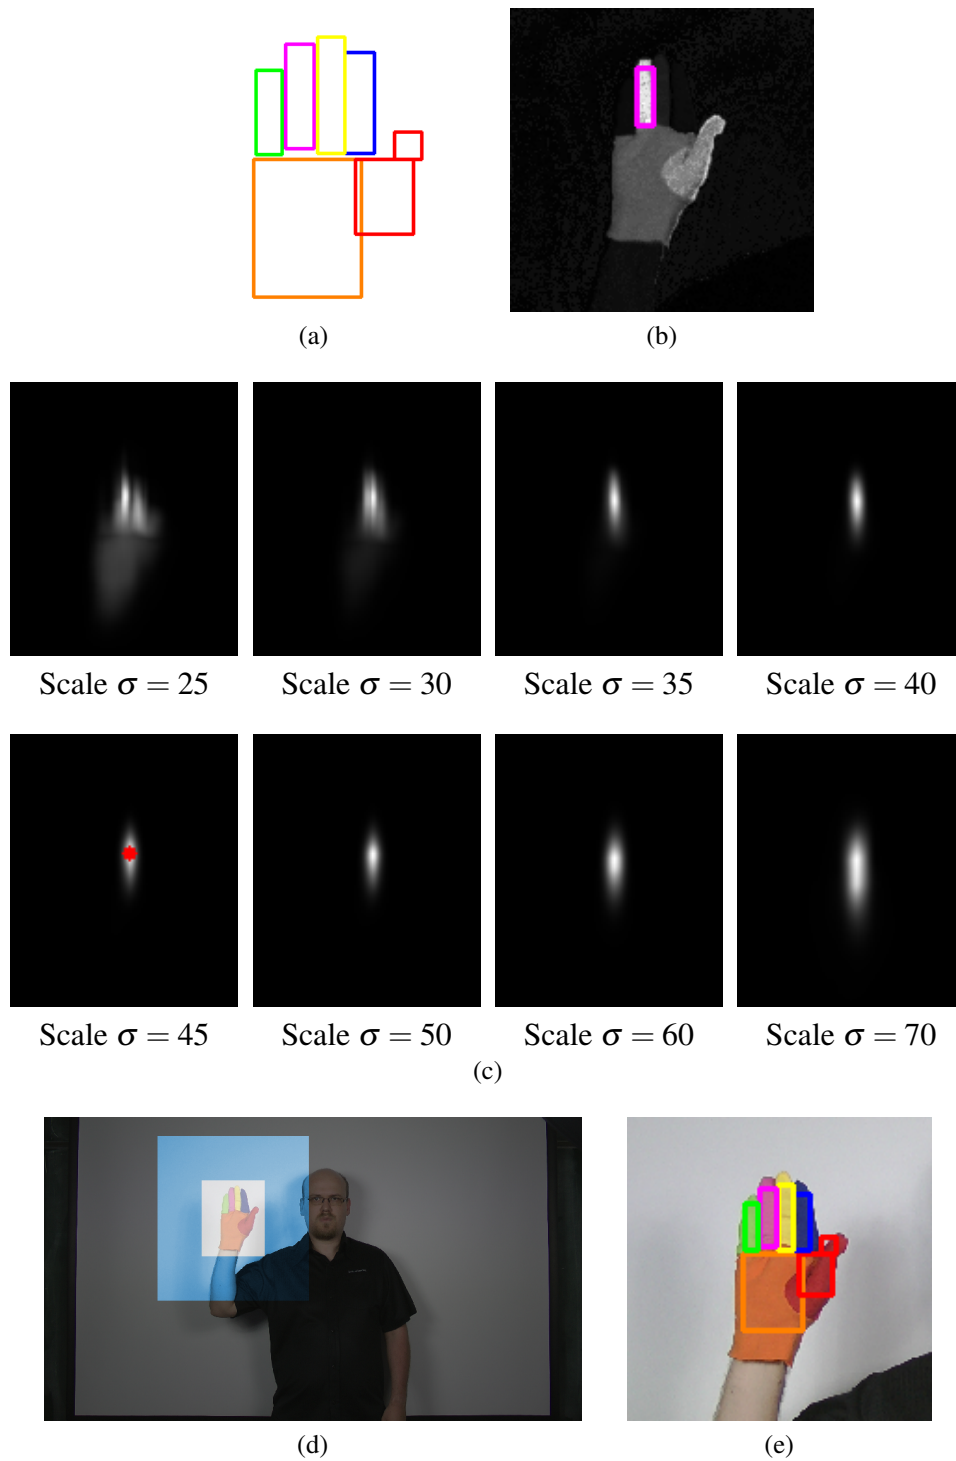 (a)
(b)
Scale σ = 25
Scale σ = 30
Scale σ = 35
Scale σ = 40
Scale σ = 45
Scale σ = 50
Scale σ = 60
Scale σ = 70
(c)
(d)
(e)